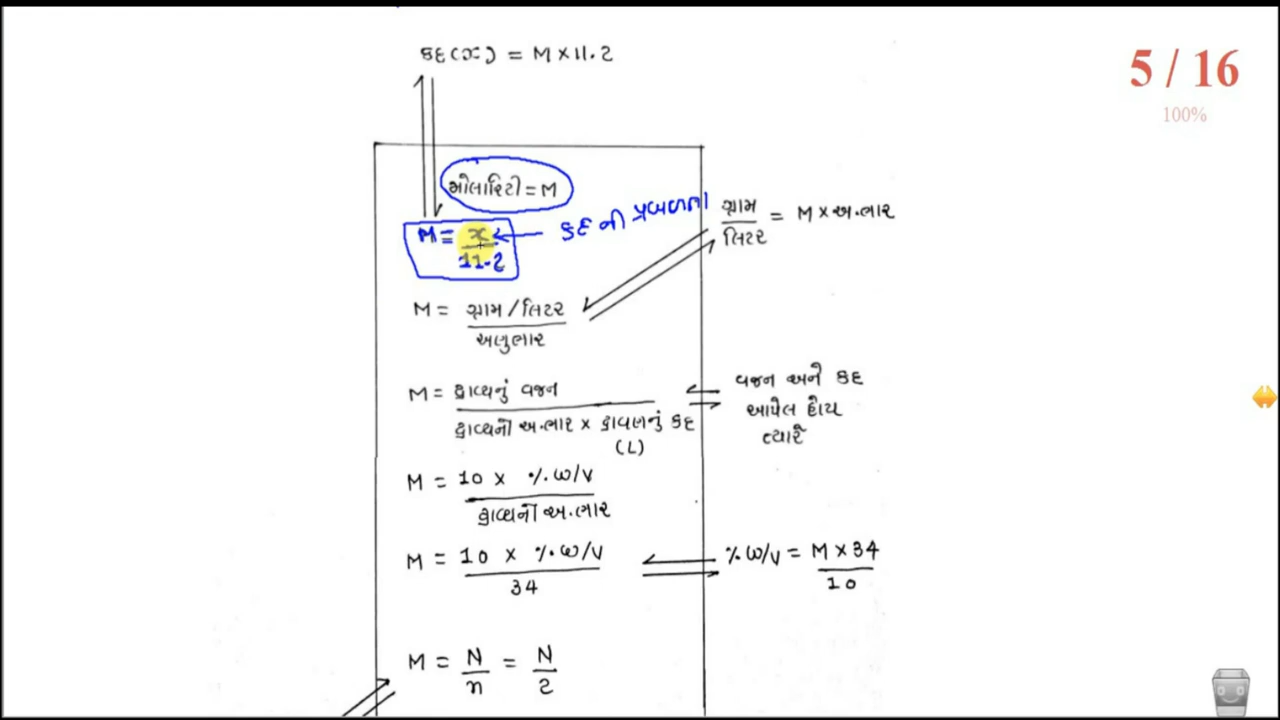 કદ(x) = M × 11.2
5 / 16
100%
મોલારિટી = M
M = x / 11.2
કદ ની પ્રબળતા
ગ્રામ / લિટર = M × અ.ભાર
M = ગ્રામ / લિટર / અણુભાર
M = દ્રાવ્યનું વજન / દ્રાવ્યનો અ.ભાર × દ્રાવણનું કદ (L)
વજન અને કદ
આપેલ હોય
ત્યારે
M = 10 × %.W/V / દ્રાવ્યનો અ.ભાર
M = 10 × %.W/V / 34
%.W/V = M × 34 / 10
M = N / n = N / 2